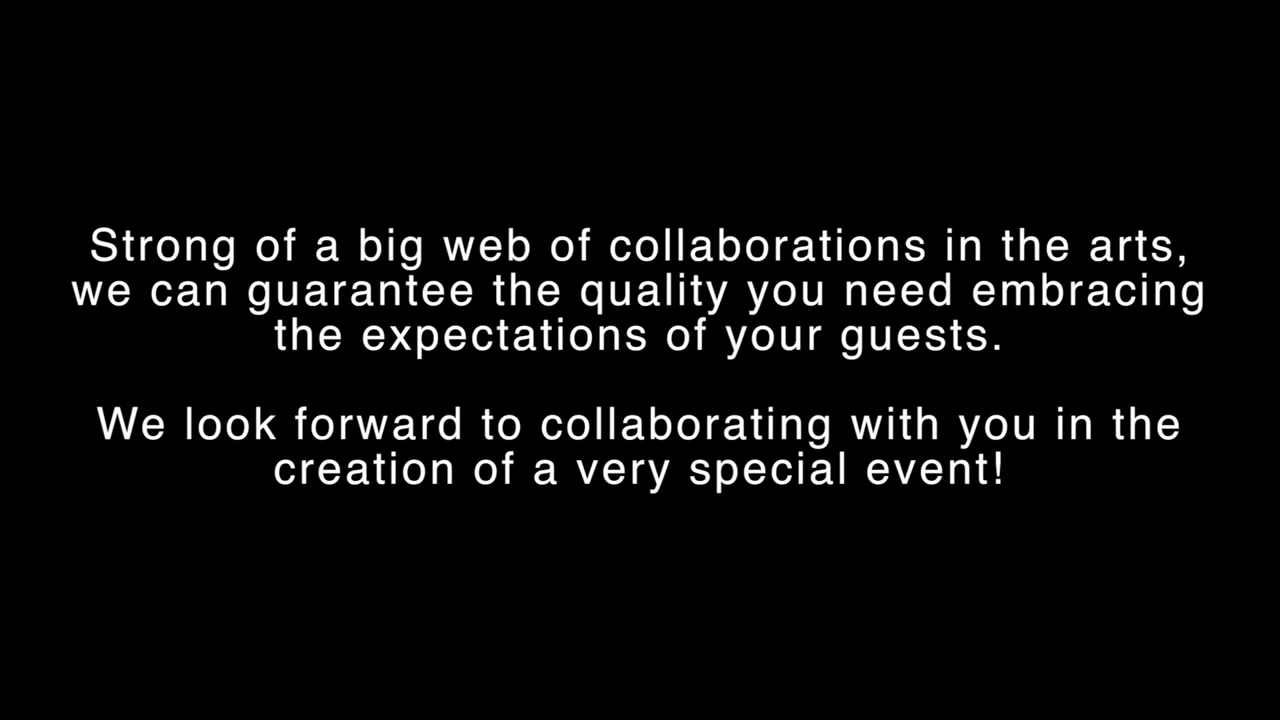 Strong of a big web of collaborations in the arts,
we can guarantee the quality you need embracing
the expectations of your guests.
We look forward to collaborating with you in the
creation of a very special event!